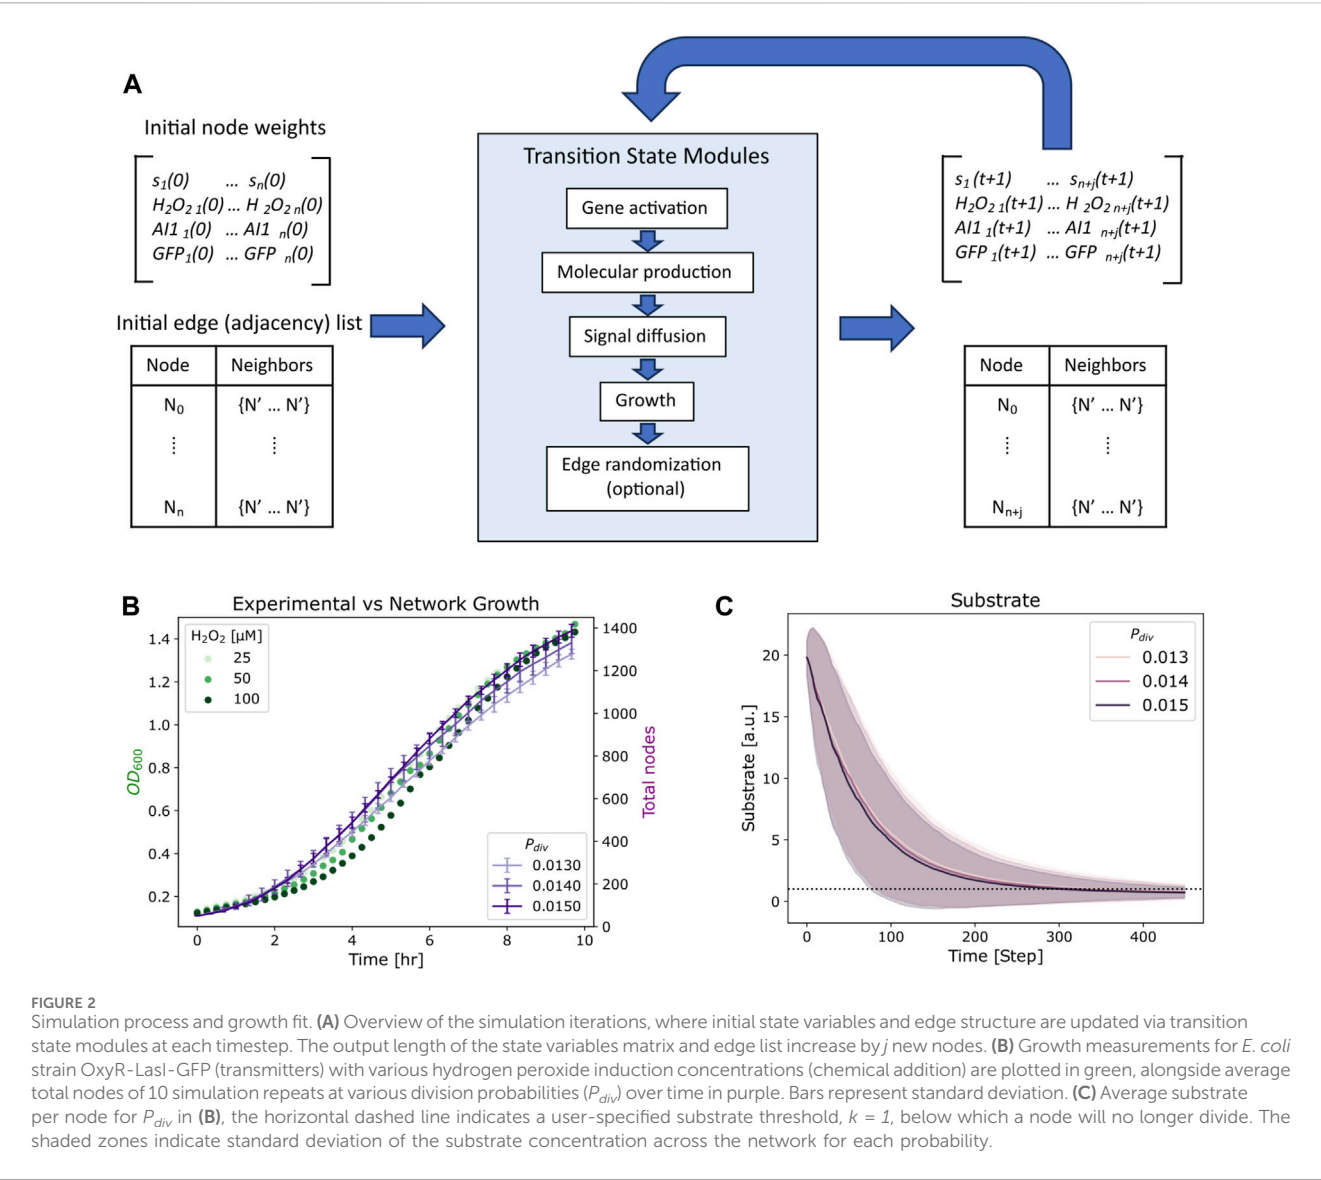 A
Initial node weights
s1(0) ... sn(0)
H2O2 1(0) ... H 2O2 n(0)
AI1 1(0) ... AI1 n(0)
GFP1(0) ... GFP n(0)
Initial edge (adjacency) list
Node Neighbors
N0 {N' ... N'}
⋮ ⋮
Nn {N' ... N'}
Transition State Modules
Gene activation
Molecular production
Signal diffusion
Growth
Edge randomization
(optional)
s1 (t+1) ... sn+j(t+1)
H2O2 1(t+1) ... H 2O2 n+j(t+1)
AI1 1(t+1) ... AI1 n+j(t+1)
GFP 1(t+1) ... GFP n+j(t+1)
Node Neighbors
N0 {N' ... N'}
⋮ ⋮
Nn+j {N' ... N'}
B
Experimental vs Network Growth
H2O2 [μM]
25
50
100
OD600
1.4
1.2
1.0
0.8
0.6
0.4
0.2
Total nodes
1400
1200
1000
800
600
400
200
0
Pdiv
0.0130
0.0140
0.0150
0 2 4 6 8 10
Time [hr]
C
Substrate
Pdiv
0.013
0.014
0.015
Substrate [a.u.]
20
15
10
5
0
0 100 200 300 400
Time [Step]
FIGURE 2
Simulation process and growth fit. (A) Overview of the simulation iterations, where initial state variables and edge structure are updated via transition
state modules at each timestep. The output length of the state variables matrix and edge list increase by j new nodes. (B) Growth measurements for E. coli
strain OxyR-LasI-GFP (transmitters) with various hydrogen peroxide induction concentrations (chemical addition) are plotted in green, alongside average
total nodes of 10 simulation repeats at various division probabilities (Pdiv) over time in purple. Bars represent standard deviation. (C) Average substrate
per node for Pdiv in (B), the horizontal dashed line indicates a user-specified substrate threshold, k = 1, below which a node will no longer divide. The
shaded zones indicate standard deviation of the substrate concentration across the network for each probability.